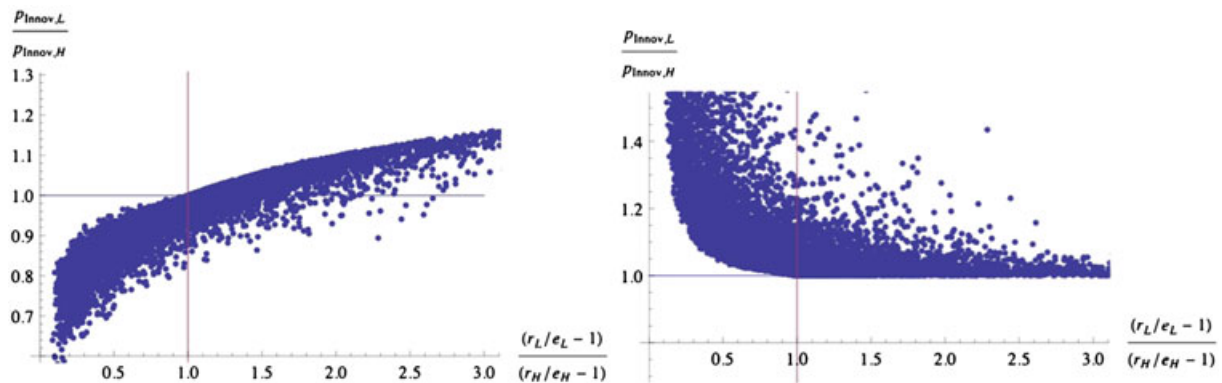 p_Innov,L
p_Innov,H
1.3
1.2
1.1
1.0
0.9
0.8
0.7
0.5 1.0 1.5 2.0 2.5 3.0
(r_L/e_L − 1)
(r_H/e_H − 1)
p_Innov,L
p_Innov,H
1.4
1.2
1.0
0.5 1.0 1.5 2.0 2.5 3.0
(r_L/e_L − 1)
(r_H/e_H − 1)